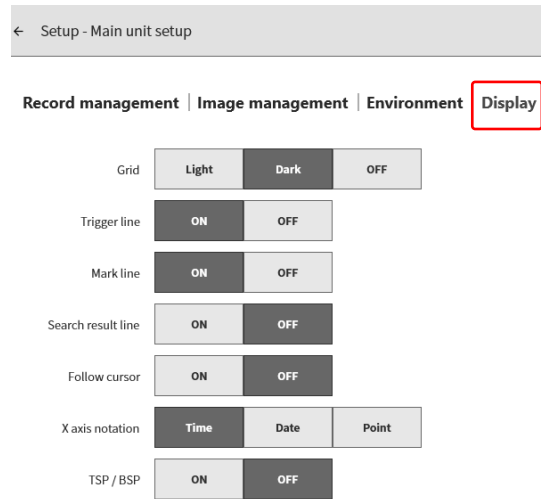 ← Setup - Main unit setup
Record management | Image management | Environment Display
Grid Light Dark OFF
Trigger line ON OFF
Mark line ON OFF
Search result line ON OFF
Follow cursor ON OFF
X axis notation Time Date Point
TSP / BSP ON OFF